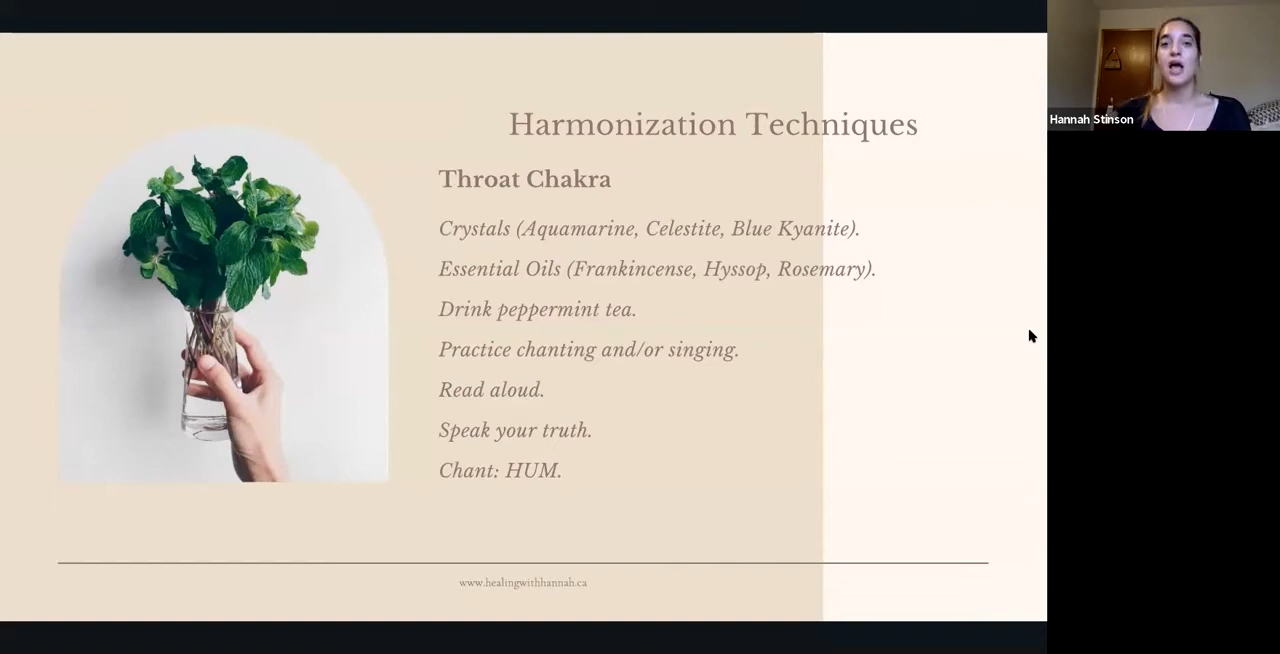 Harmonization Techniques
Throat Chakra
Crystals (Aquamarine, Celestite, Blue Kyanite).
Essential Oils (Frankincense, Hyssop, Rosemary).
Drink peppermint tea.
Practice chanting and/or singing.
Read aloud.
Speak your truth.
Chant: HUM.
www.healingwithhannah.ca
Hannah Stinson